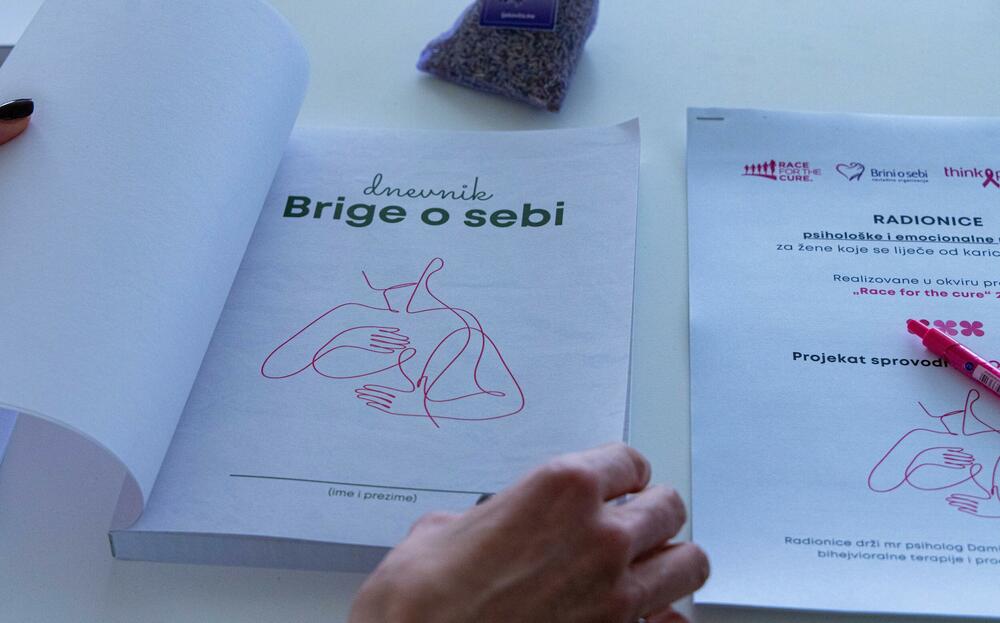 dnevnik
Brige o sebi
(ime i prezime)
RACE
FOR THE
CURE.
Brini o sebi
think
RADIONICE
psihološke i emocionalne
za žene koje se liječe od
Realizovane u okviru
„Race for the cure“
Projekat sprovodi
Radionice drži mr psiholog
bihejvioralne terapije i